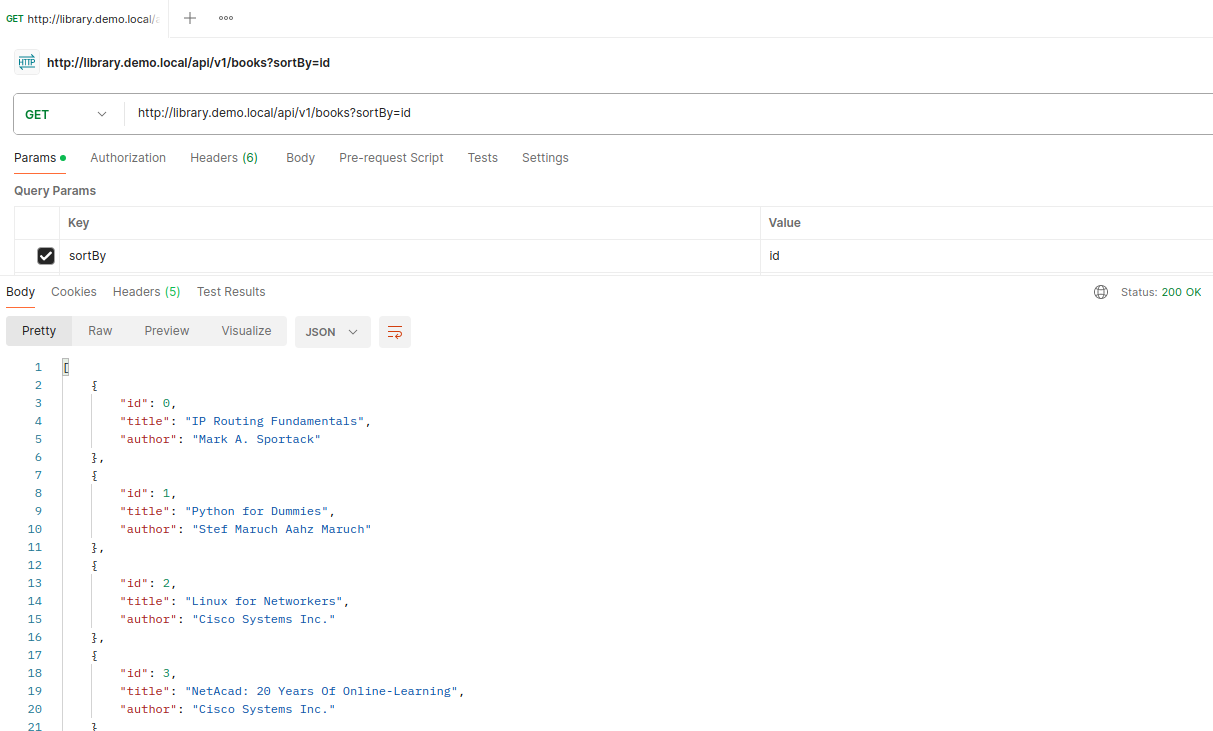 GET http://library.demo.local/a
HTTP http://library.demo.local/api/v1/books?sortBy=id
GET http://library.demo.local/api/v1/books?sortBy=id
Params Authorization Headers (6) Body Pre-request Script Tests Settings
Query Params
Key Value
sortBy id
Body Cookies Headers (5) Test Results Status: 200 OK
Pretty Raw Preview Visualize JSON
1 [
2 {
3 "id": 0,
4 "title": "IP Routing Fundamentals",
5 "author": "Mark A. Sportack"
6 },
7 {
8 "id": 1,
9 "title": "Python for Dummies",
10 "author": "Stef Maruch Aahz Maruch"
11 },
12 {
13 "id": 2,
14 "title": "Linux for Networkers",
15 "author": "Cisco Systems Inc."
16 },
17 {
18 "id": 3,
19 "title": "NetAcad: 20 Years Of Online-Learning",
20 "author": "Cisco Systems Inc."
21 }